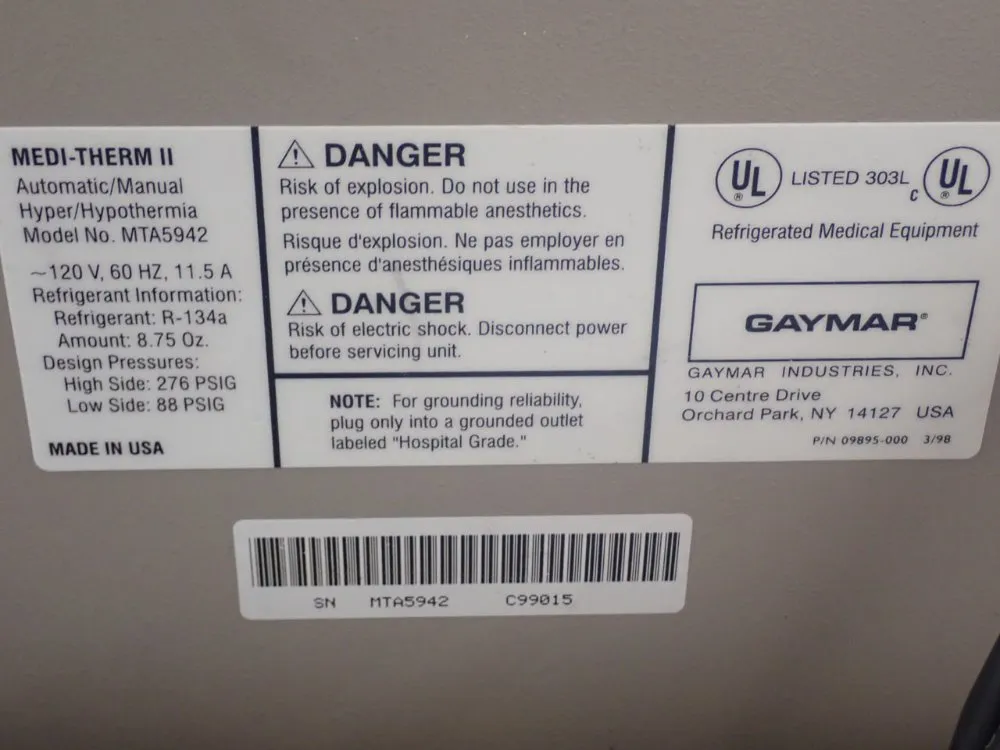 MEDI-THERM II
Automatic/Manual
Hyper/Hypothermia
Model No. MTA5942
~120 V, 60 HZ, 11.5 A
Refrigerant Information:
Refrigerant: R-134a
Amount: 8.75 Oz.
Design Pressures:
High Side: 276 PSIG
Low Side: 88 PSIG
MADE IN USA
⚠ DANGER
Risk of explosion. Do not use in the
presence of flammable anesthetics.
Risque d'explosion. Ne pas employer en
présence d'anesthésiques inflammables.
⚠ DANGER
Risk of electric shock. Disconnect power
before servicing unit.
NOTE: For grounding reliability,
plug only into a grounded outlet
labeled "Hospital Grade."
UL® LISTED 303L c UL®
Refrigerated Medical Equipment
GAYMAR®
GAYMAR INDUSTRIES, INC.
10 Centre Drive
Orchard Park, NY 14127 USA
P/N 09895-000 3/98
SN MTA5942 C99015